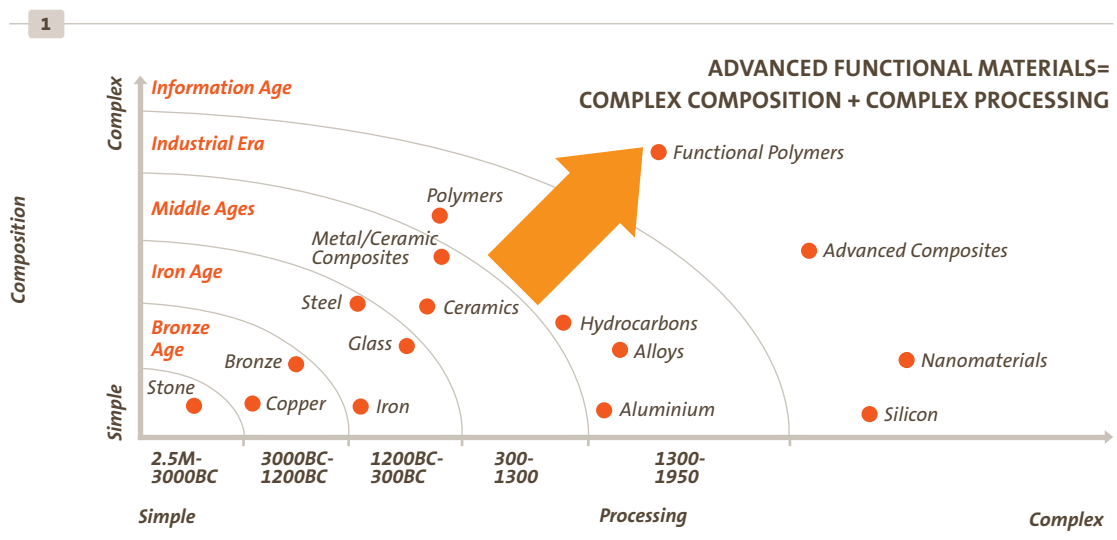 1
ADVANCED FUNCTIONAL MATERIALS=
COMPLEX COMPOSITION + COMPLEX PROCESSING
Complex
Composition
Simple
Information Age
Industrial Era
Middle Ages
Iron Age
Bronze
Age
Functional Polymers
Polymers
Metal/Ceramic
Composites
Advanced Composites
Steel
Ceramics
Hydrocarbons
Glass
Alloys
Bronze
Nanomaterials
Stone
Copper
Iron
Aluminium
Silicon
2.5M-
3000BC
3000BC-
1200BC
1200BC-
300BC
300-
1300
1300-
1950
Simple
Processing
Complex